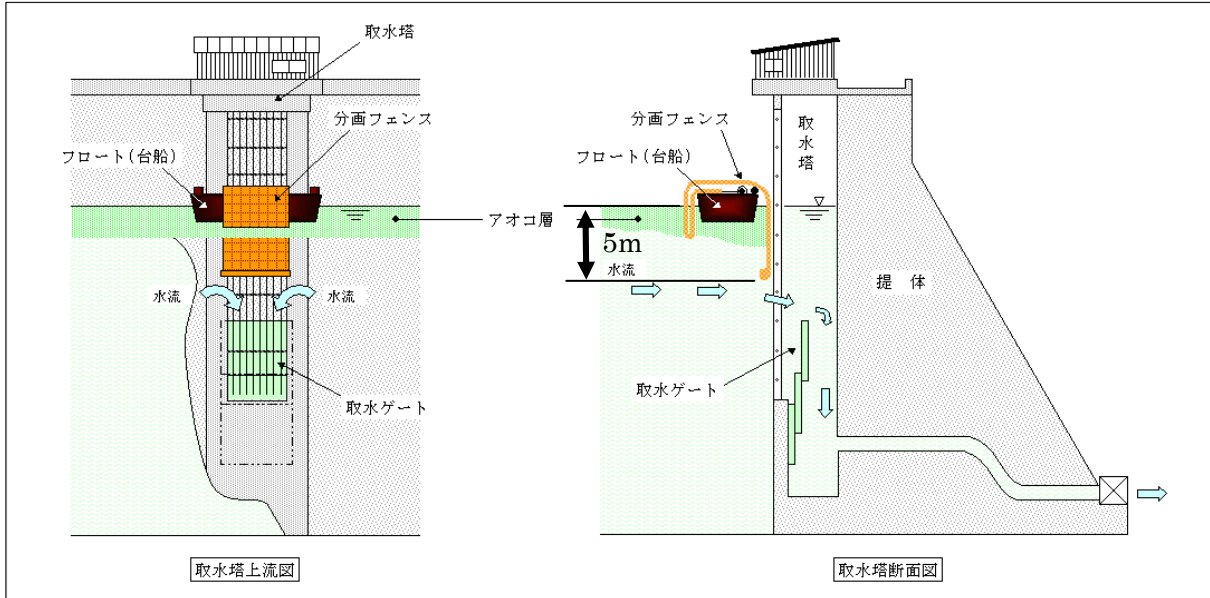 取水塔
分画フェンス
フロート(台船)
アオコ層
水流
水流
取水ゲート
取水塔上流図
分画フェンス
フロート(台船)
取水塔
5m
水流
提体
取水ゲート
取水塔断面図